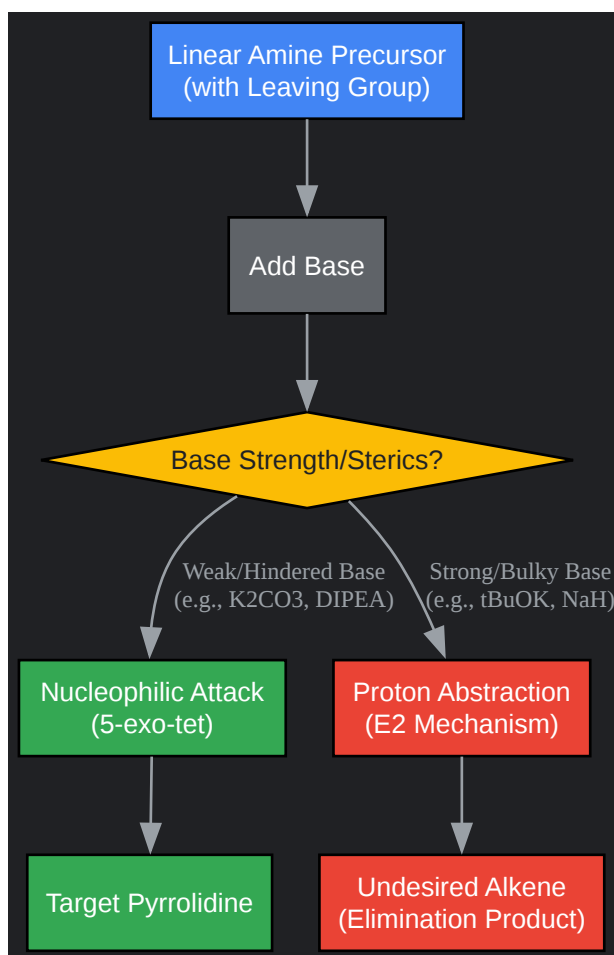 Linear Amine Precursor
(with Leaving Group)
Add Base
Base Strength/Sterics?
Weak/Hindered Base
(e.g., K2CO3, DIPEA)
Strong/Bulky Base
(e.g., tBuOK, NaH)
Nucleophilic Attack
(5-exo-tet)
Proton Abstraction
(E2 Mechanism)
Target Pyrrolidine
Undesired Alkene
(Elimination Product)